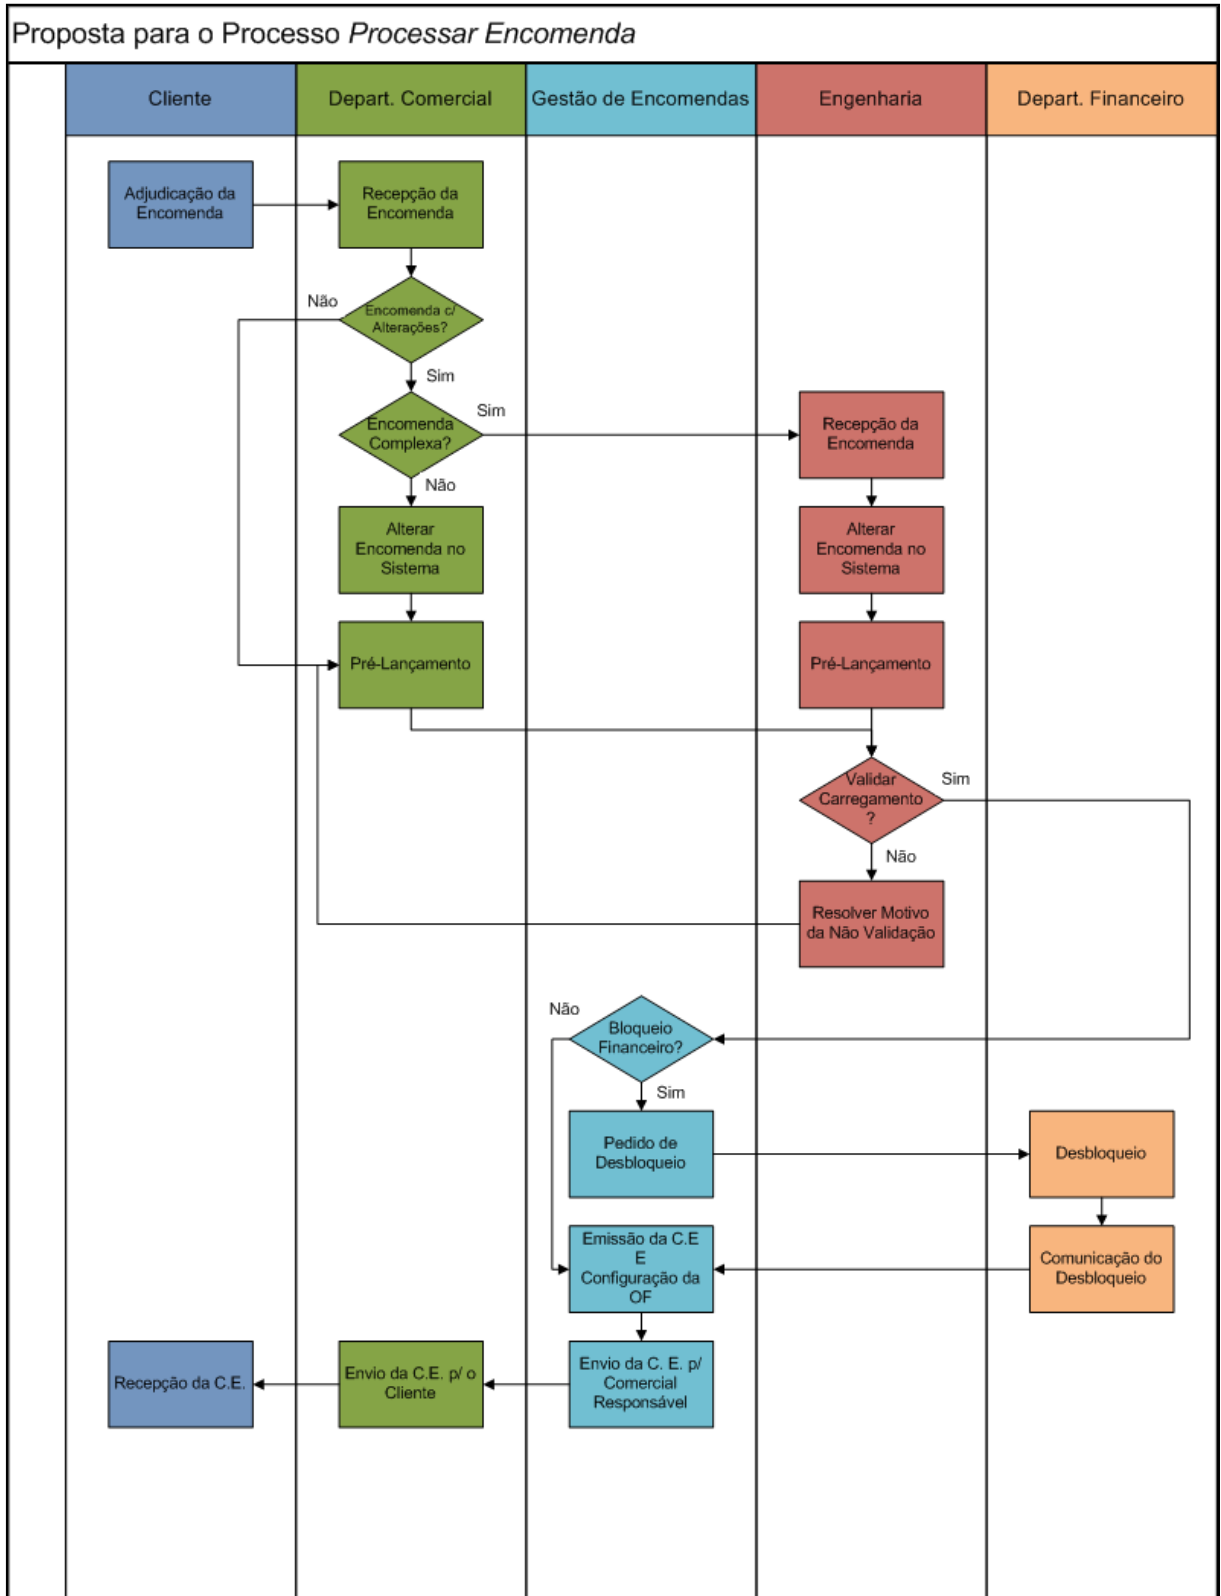 Proposta para o Processo Processar Encomenda
Cliente
Depart. Comercial
Gestão de Encomendas
Engenharia
Depart. Financeiro
Adjudicação da
Encomenda
Recepção da
Encomenda
Não
Encomenda c/
Alterações?
Sim
Encomenda
Complexa?
Sim
Recepção da
Encomenda
Não
Alterar
Encomenda no
Sistema
Alterar
Encomenda no
Sistema
Pré-Lançamento
Pré-Lançamento
Validar
Carregamento
?
Sim
Não
Resolver Motivo
da Não Validação
Não
Bloqueio
Financeiro?
Sim
Pedido de
Desbloqueio
Desbloqueio
Emissão da C.E
E
Configuração da
OF
Comunicação do
Desbloqueio
Recepção da C.E.
Envio da C.E. p/ o
Cliente
Envio da C. E. p/
Comercial
Responsável